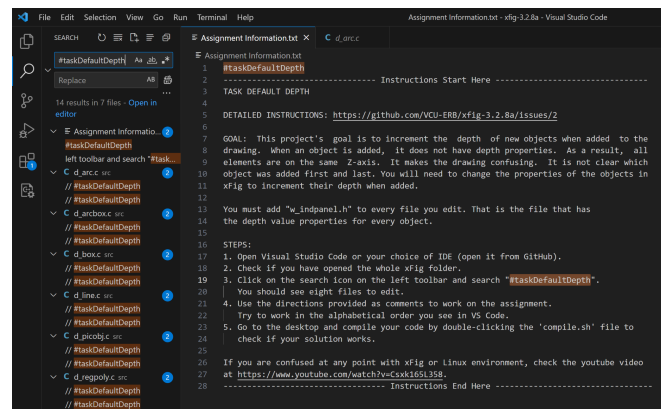 File Edit Selection View Go Run Terminal Help
Assignment Information.txt - xfig-3.2.8a - Visual Studio Code
SEARCH
#taskDefaultDepth Aa ab .*
Replace AB
...
14 results in 7 files - Open in
editor
Assignment Informatio... 2
#taskDefaultDepth
left toolbar and search "#task...
C d_arc.c src 2
// #taskDefaultDepth
// #taskDefaultDepth
C d_arcbox.c src 2
// #taskDefaultDepth
// #taskDefaultDepth
C d_box.c src 2
// #taskDefaultDepth
// #taskDefaultDepth
C d_line.c src 2
// #taskDefaultDepth
// #taskDefaultDepth
C d_picobj.c src 2
// #taskDefaultDepth
// #taskDefaultDepth
C d_regpoly.c src 2
// #taskDefaultDepth
// #taskDefaultDepth
1
Assignment Information.txt × C d_arc.c
Assignment Information.txt
1 #taskDefaultDepth
2 ------------------------------- Instructions Start Here -------------------------------
3 TASK DEFAULT DEPTH
4
5 DETAILED INSTRUCTIONS: https://github.com/VCU-ERB/xfig-3.2.8a/issues/2
6
7 GOAL: This project's goal is to increment the depth of new objects when added to the
8 drawing. When an object is added, it does not have depth properties. As a result, all
9 elements are on the same Z-axis. It makes the drawing confusing. It is not clear which
10 object was added first and last. You will need to change the properties of the objects in
11 xFig to increment their depth when added.
12
13 You must add "w_indpanel.h" to every file you edit. That is the file that has
14 the depth value properties for every object.
15
16 STEPS:
17 1. Open Visual Studio Code or your choice of IDE (open it from GitHub).
18 2. Check if you have opened the whole xFig folder.
19 3. Click on the search icon on the left toolbar and search "#taskDefaultDepth".
20 You should see eight files to edit.
21 4. Use the directions provided as comments to work on the assignment.
22 Try to work in the alphabetical order you see in VS Code.
23 5. Go to the desktop and compile your code by double-clicking the 'compile.sh' file to
24 check if your solution works.
25
26 If you are confused at any point with xFig or Linux environment, check the youtube video
27 at https://www.youtube.com/watch?v=Csxk165L358.
28 ---------------------------------- Instructions End Here --------------------------------